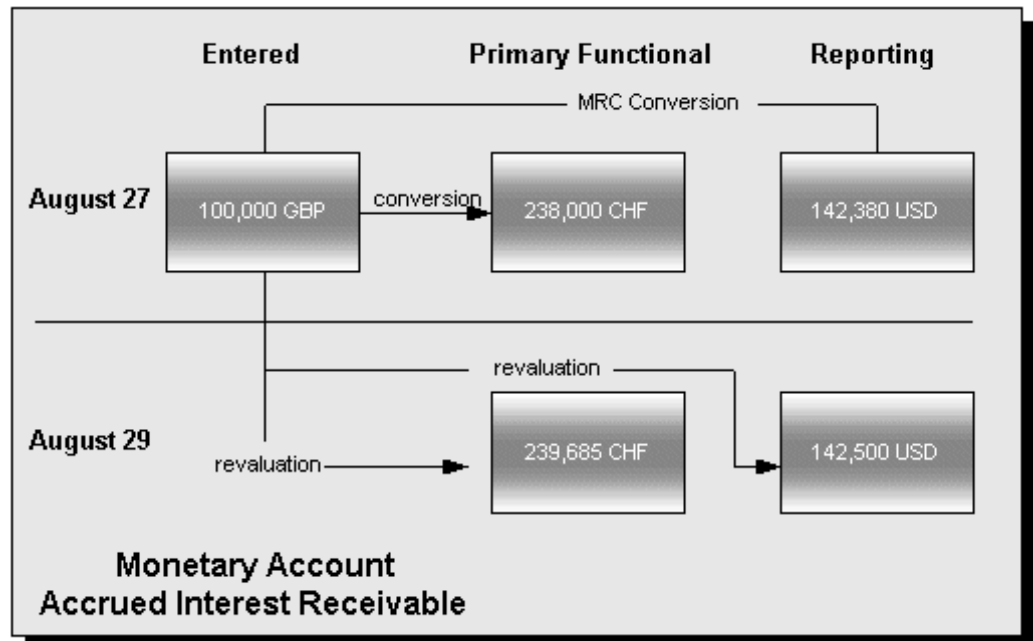 Entered Primary Functional Reporting
MRC Conversion
August 27 100,000 GBP conversion 238,000 CHF 142,380 USD
revaluation
August 29 239,685 CHF 142,500 USD
revaluation
Monetary Account
Accrued Interest Receivable